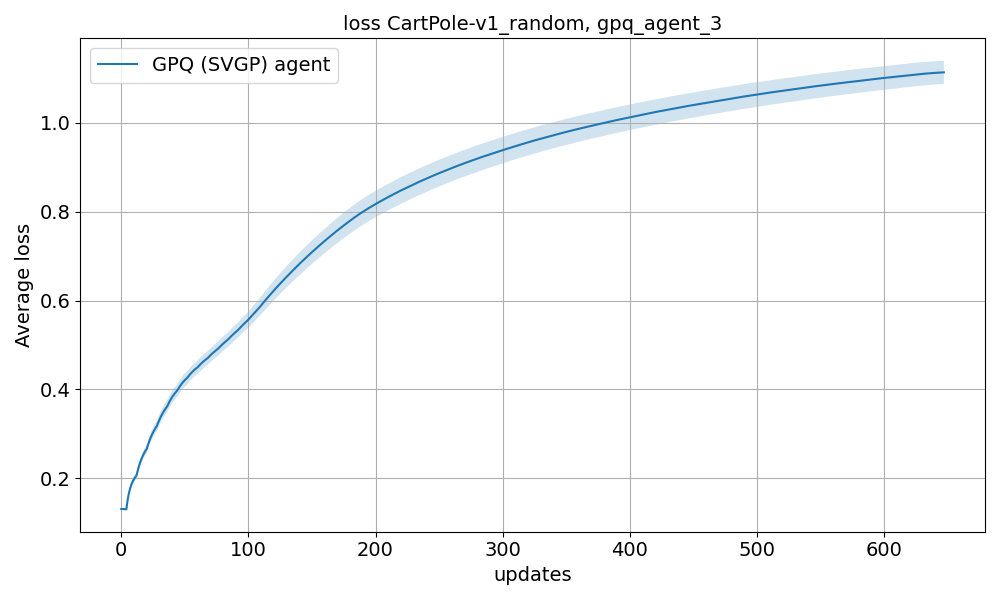 loss CartPole-v1_random, gpq_agent_3
GPQ (SVGP) agent
Average loss
1.0
0.8
0.6
0.4
0.2
0 100 200 300 400 500 600
updates